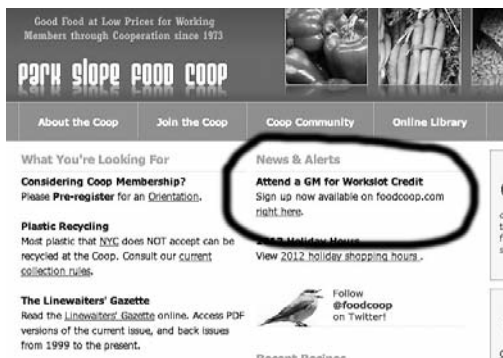 Good Food at Low Prices for Working
Members through Cooperation since 1973
PARK SLOPE FOOD COOP
About the Coop
Join the Coop
Coop Community
Online Library
What You're Looking For
Considering Coop Membership?
Please Pre-register for an Orientation.
Plastic Recycling
Most plastic that NYC does NOT accept can be
recycled at the Coop. Consult our current
collection rules.
The Linewaiters' Gazette
Read the Linewaiters' Gazette online. Access PDF
versions of the current issue, and back issues
from 1999 to the present.
News & Alerts
Attend a GM for Workslot Credit
Sign up now available on foodcoop.com
right here.
2012 Holiday Hours
View 2012 holiday shopping hours .
Follow
@foodcoop
on Twitter!
Recent Recipes